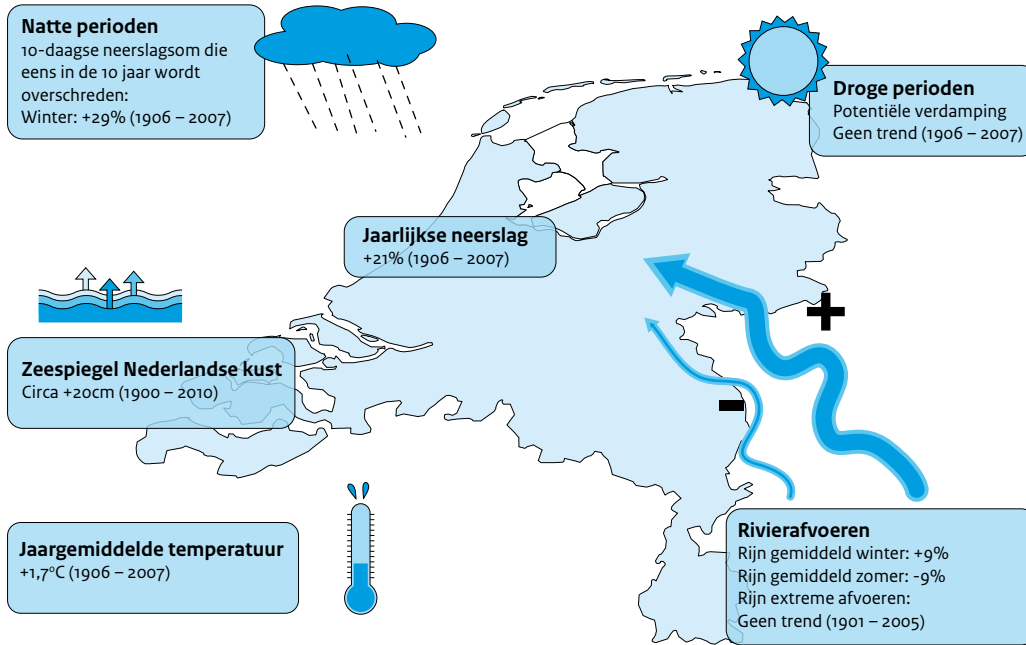 Natte perioden
10-daagse neerslagsom die
eens in de 10 jaar wordt
overschreden:
Winter: +29% (1906 – 2007)
Droge perioden
Potentiële verdamping
Geen trend (1906 – 2007)
Jaarlijkse neerslag
+21% (1906 – 2007)
Zeespiegel Nederlandse kust
Circa +20cm (1900 – 2010)
Jaargemiddelde temperatuur
+1,7°C (1906 – 2007)
+
-
Rivierafvoeren
Rijn gemiddeld winter: +9%
Rijn gemiddeld zomer: -9%
Rijn extreme afvoeren:
Geen trend (1901 – 2005)